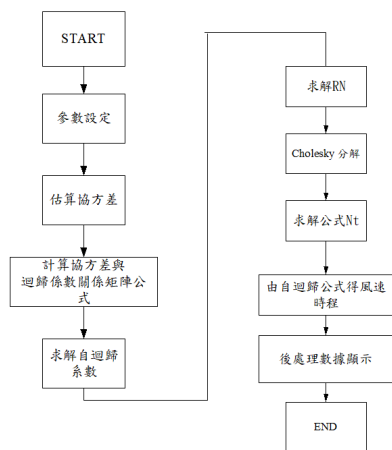 START
參數設定
估算協方差
計算協方差與
迴歸係數關係矩陣公
式
求解自迴歸
系數
求解RN
Cholesky 分解
求解公式Nt
由自迴歸公式得風速
時程
後處理數據顯示
END